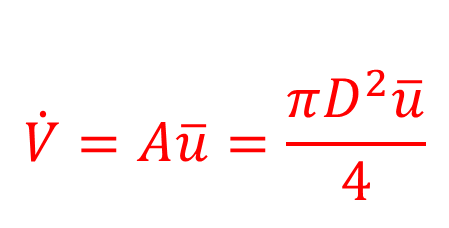 V̇ = Aū = πD²ū / 4